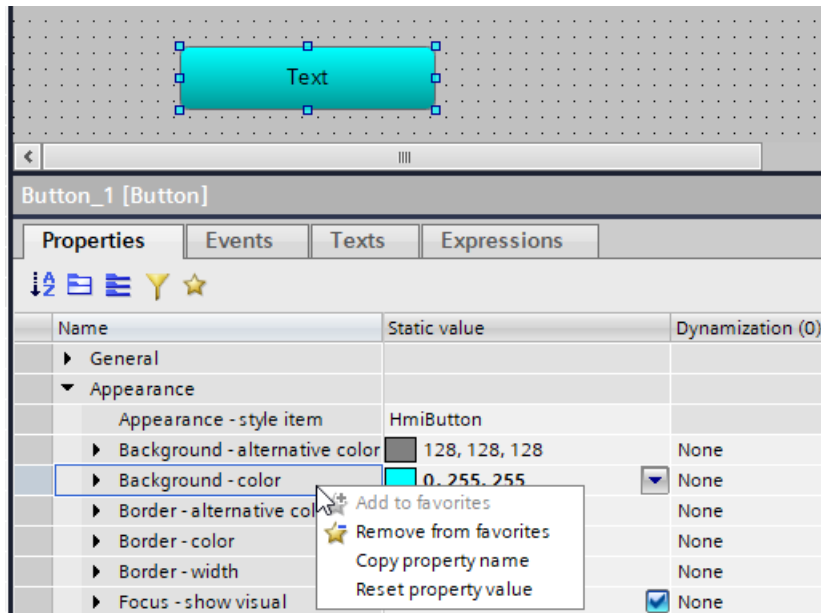 Text
Button_1 [Button]
Properties Events Texts Expressions
Name Static value Dynamization (0)
General
Appearance
Appearance - style item HmiButton
Background - alternative color 128, 128, 128 None
Background - color 0, 255, 255 None
Border - alternative col None
Add to favorites
Border - color None
Remove from favorites
Copy property name
Border - width None
Reset property value
Focus - show visual None